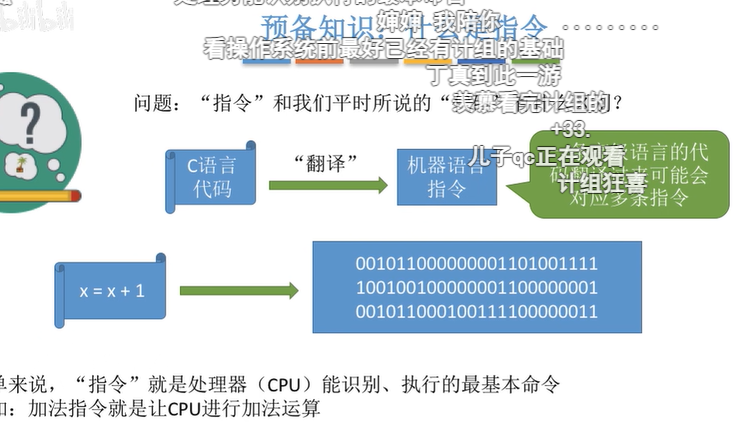 婶婶 我陪你
预备知识：什么是指令
看操作系统前最好已经有计组的基础
丁真到此一游
问题：“指令”和我们平时所说的“
羡慕看完计组的
？
+33.
儿子qc正在观看
C语言
代码
“翻译”
机器语言
指令
语言的代
码翻译过来可能会
对应多条指令
计组狂喜
x = x + 1
001011000000001101001111
100100100000001100000001
001011000100111100000011
单来说，“指令”就是处理器（CPU）能识别、执行的最基本命令
如：加法指令就是让CPU进行加法运算